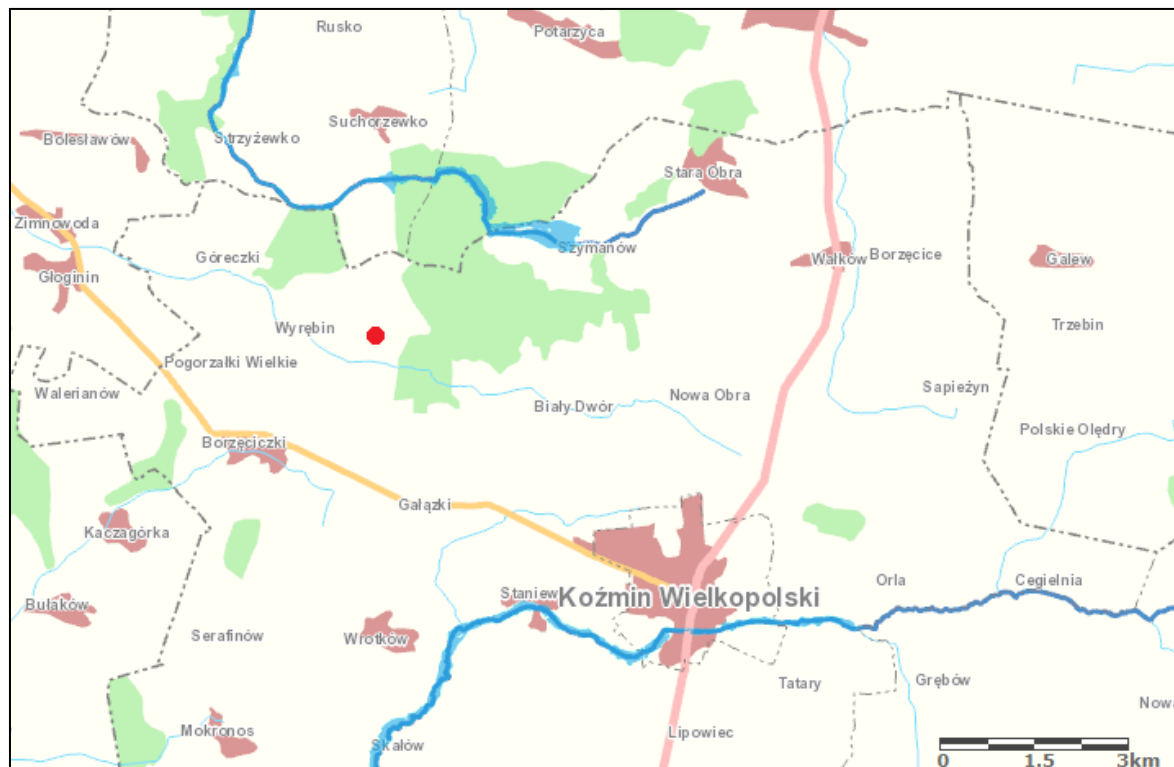 Rusko
Potarzyca
Suchorzewko
Strzyżewko
Bolesławów
Stara Obra
Zimnowoda
Góreczki
Szymanów
Wałków
Borzęcice
Galew
Głoginin
Wyrębin
Trzebin
Pogorzałki Wielkie
Walerianów
Nowa Obra
Sapieżyn
Biały Dwór
Polskie Olędry
Borzęciczki
Gałązki
Kaczagórka
Orla
Cegielnia
Staniew
Koźmin Wielkopolski
Bułaków
Serafinów
Wrotków
Grębów
Tatary
Nowa
Mokronos
Lipowiec
Skałów
0 1.5 3km